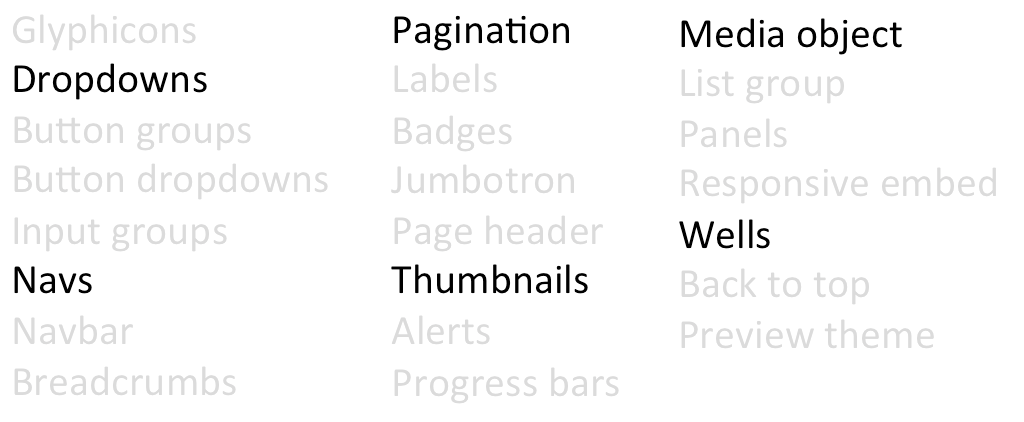 Glyphicons
Dropdowns
Button groups
Button dropdowns
Input groups
Navs
Navbar
Breadcrumbs
Pagination
Labels
Badges
Jumbotron
Page header
Thumbnails
Alerts
Progress bars
Media object
List group
Panels
Responsive embed
Wells
Back to top
Preview theme